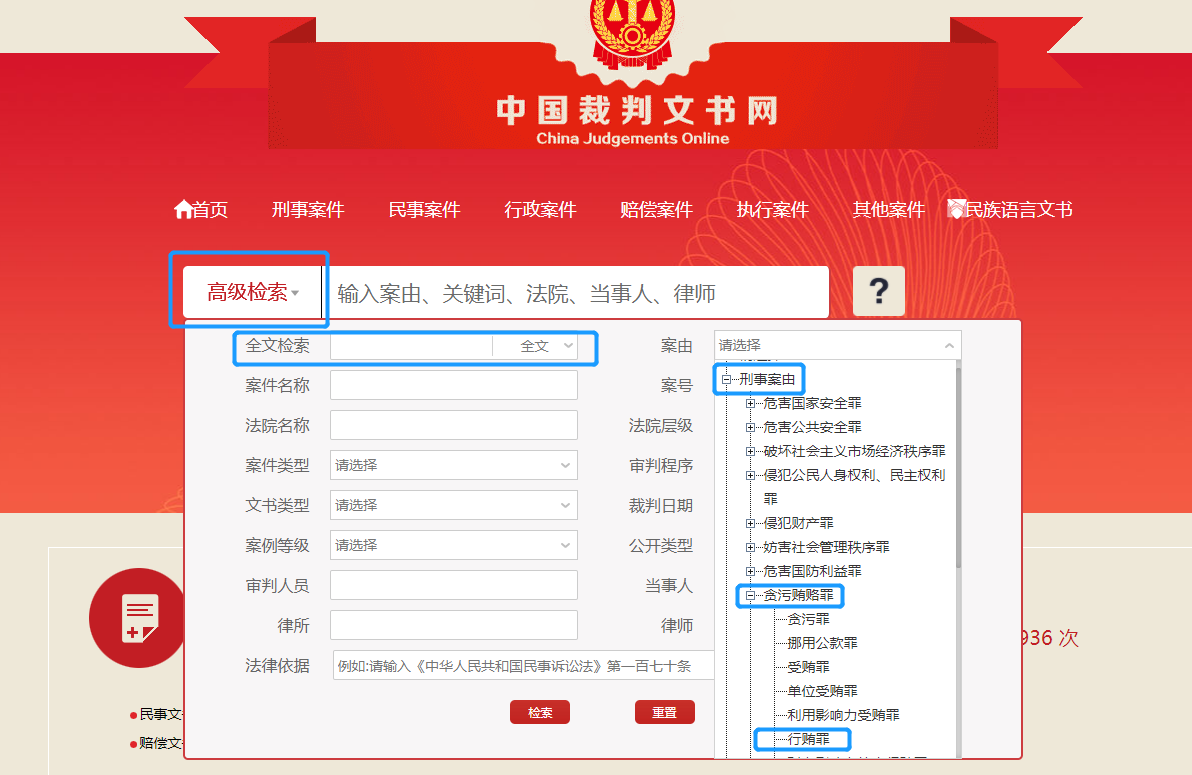 中国裁判文书网
China Judgements Online
首页 刑事案件 民事案件 行政案件 赔偿案件 执行案件 其他案件 民族语言文书
高级检索 输入案由、关键词、法院、当事人、律师 ?
全文检索 全文 案由 请选择
案件名称 案号
刑事案由
危害国家安全罪
法院名称 法院层级
危害公共安全罪
破坏社会主义市场经济秩序罪
案件类型 请选择 审判程序
侵犯公民人身权利、民主权利
罪
文书类型 请选择 裁判日期
侵犯财产罪
案例等级 请选择 公开类型
妨害社会管理秩序罪
危害国防利益罪
审判人员 当事人
贪污贿赂罪
贪污罪
律所 律师
挪用公款罪
受贿罪
法律依据 例如:请输入《中华人民共和国民事诉讼法》第一百七十条
单位受贿罪
利用影响力受贿罪
行贿罪
检索 重置
936 次
民事文
赔偿文